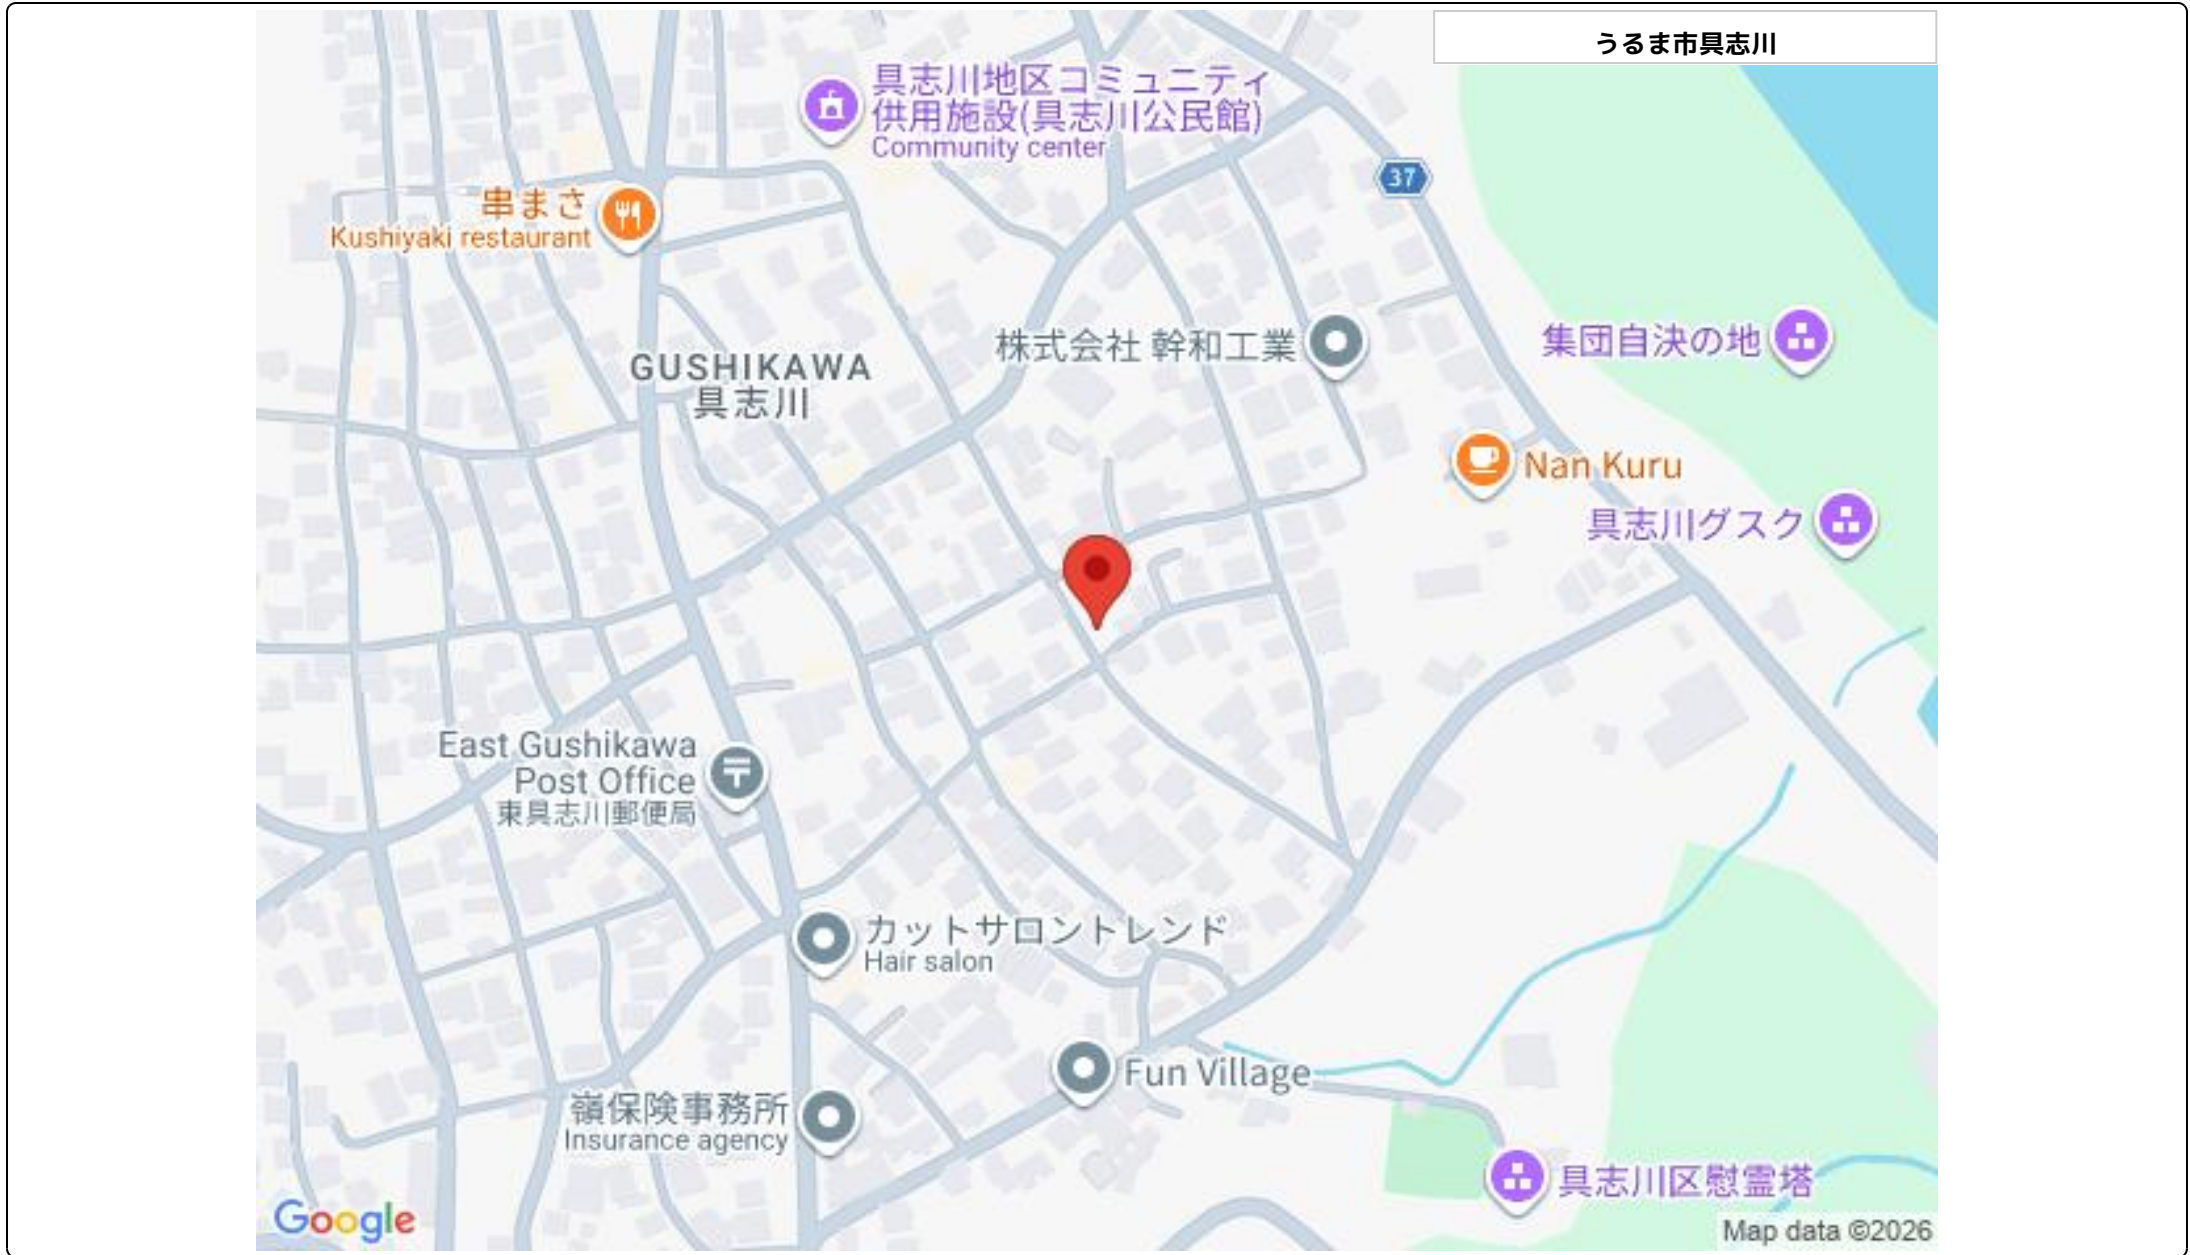 うるま市具志川
具志川地区コミュニティ
供用施設(具志川公民館)
Community center
37
串まさ
Kushiyaki restaurant
株式会社 幹和工業
集団自決の地
GUSHIKAWA
具志川
Nan Kuru
具志川グスク
East Gushikawa
Post Office
東具志川郵便局
カットサロントレンド
Hair salon
Fun Village
嶺保険事務所
Insurance agency
具志川区慰霊塔
Google
Map data ©2026